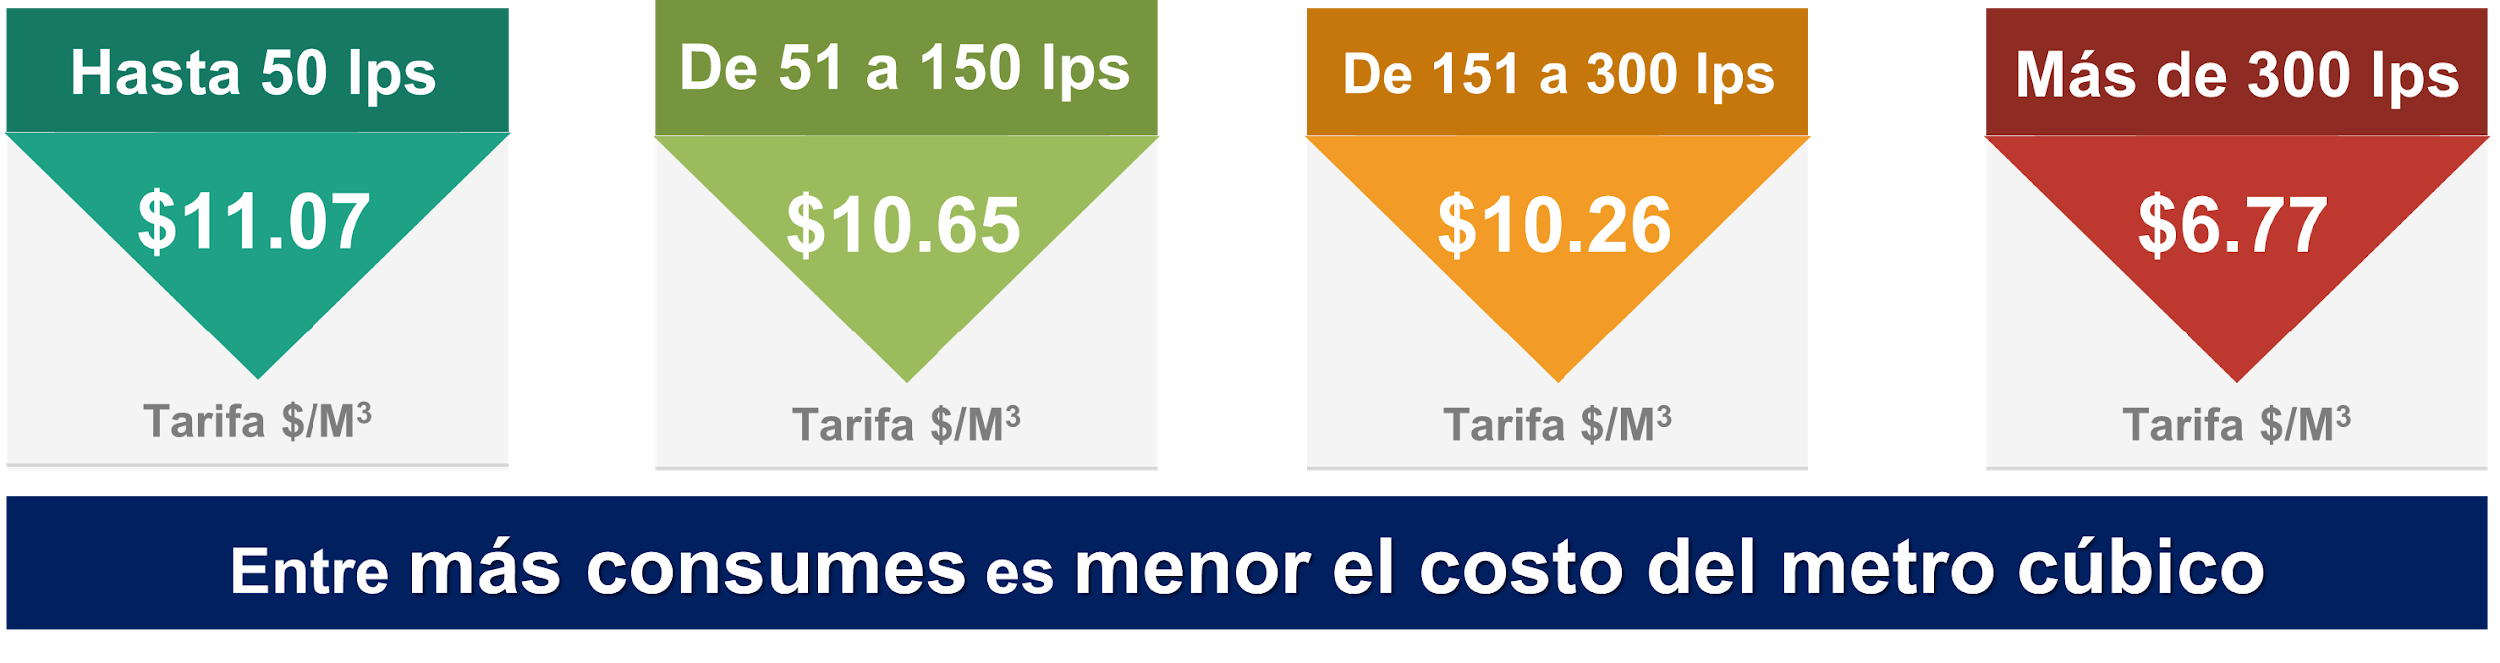 Hasta 50 lps
De 51 a 150 lps
De 151 a 300 lps
Más de 300 lps
$11.07
$10.65
$10.26
$6.77
Tarifa $/M³
Tarifa $/M³
Tarifa $/M³
Tarifa $/M³
Entre más consumes es menor el costo del metro cúbico